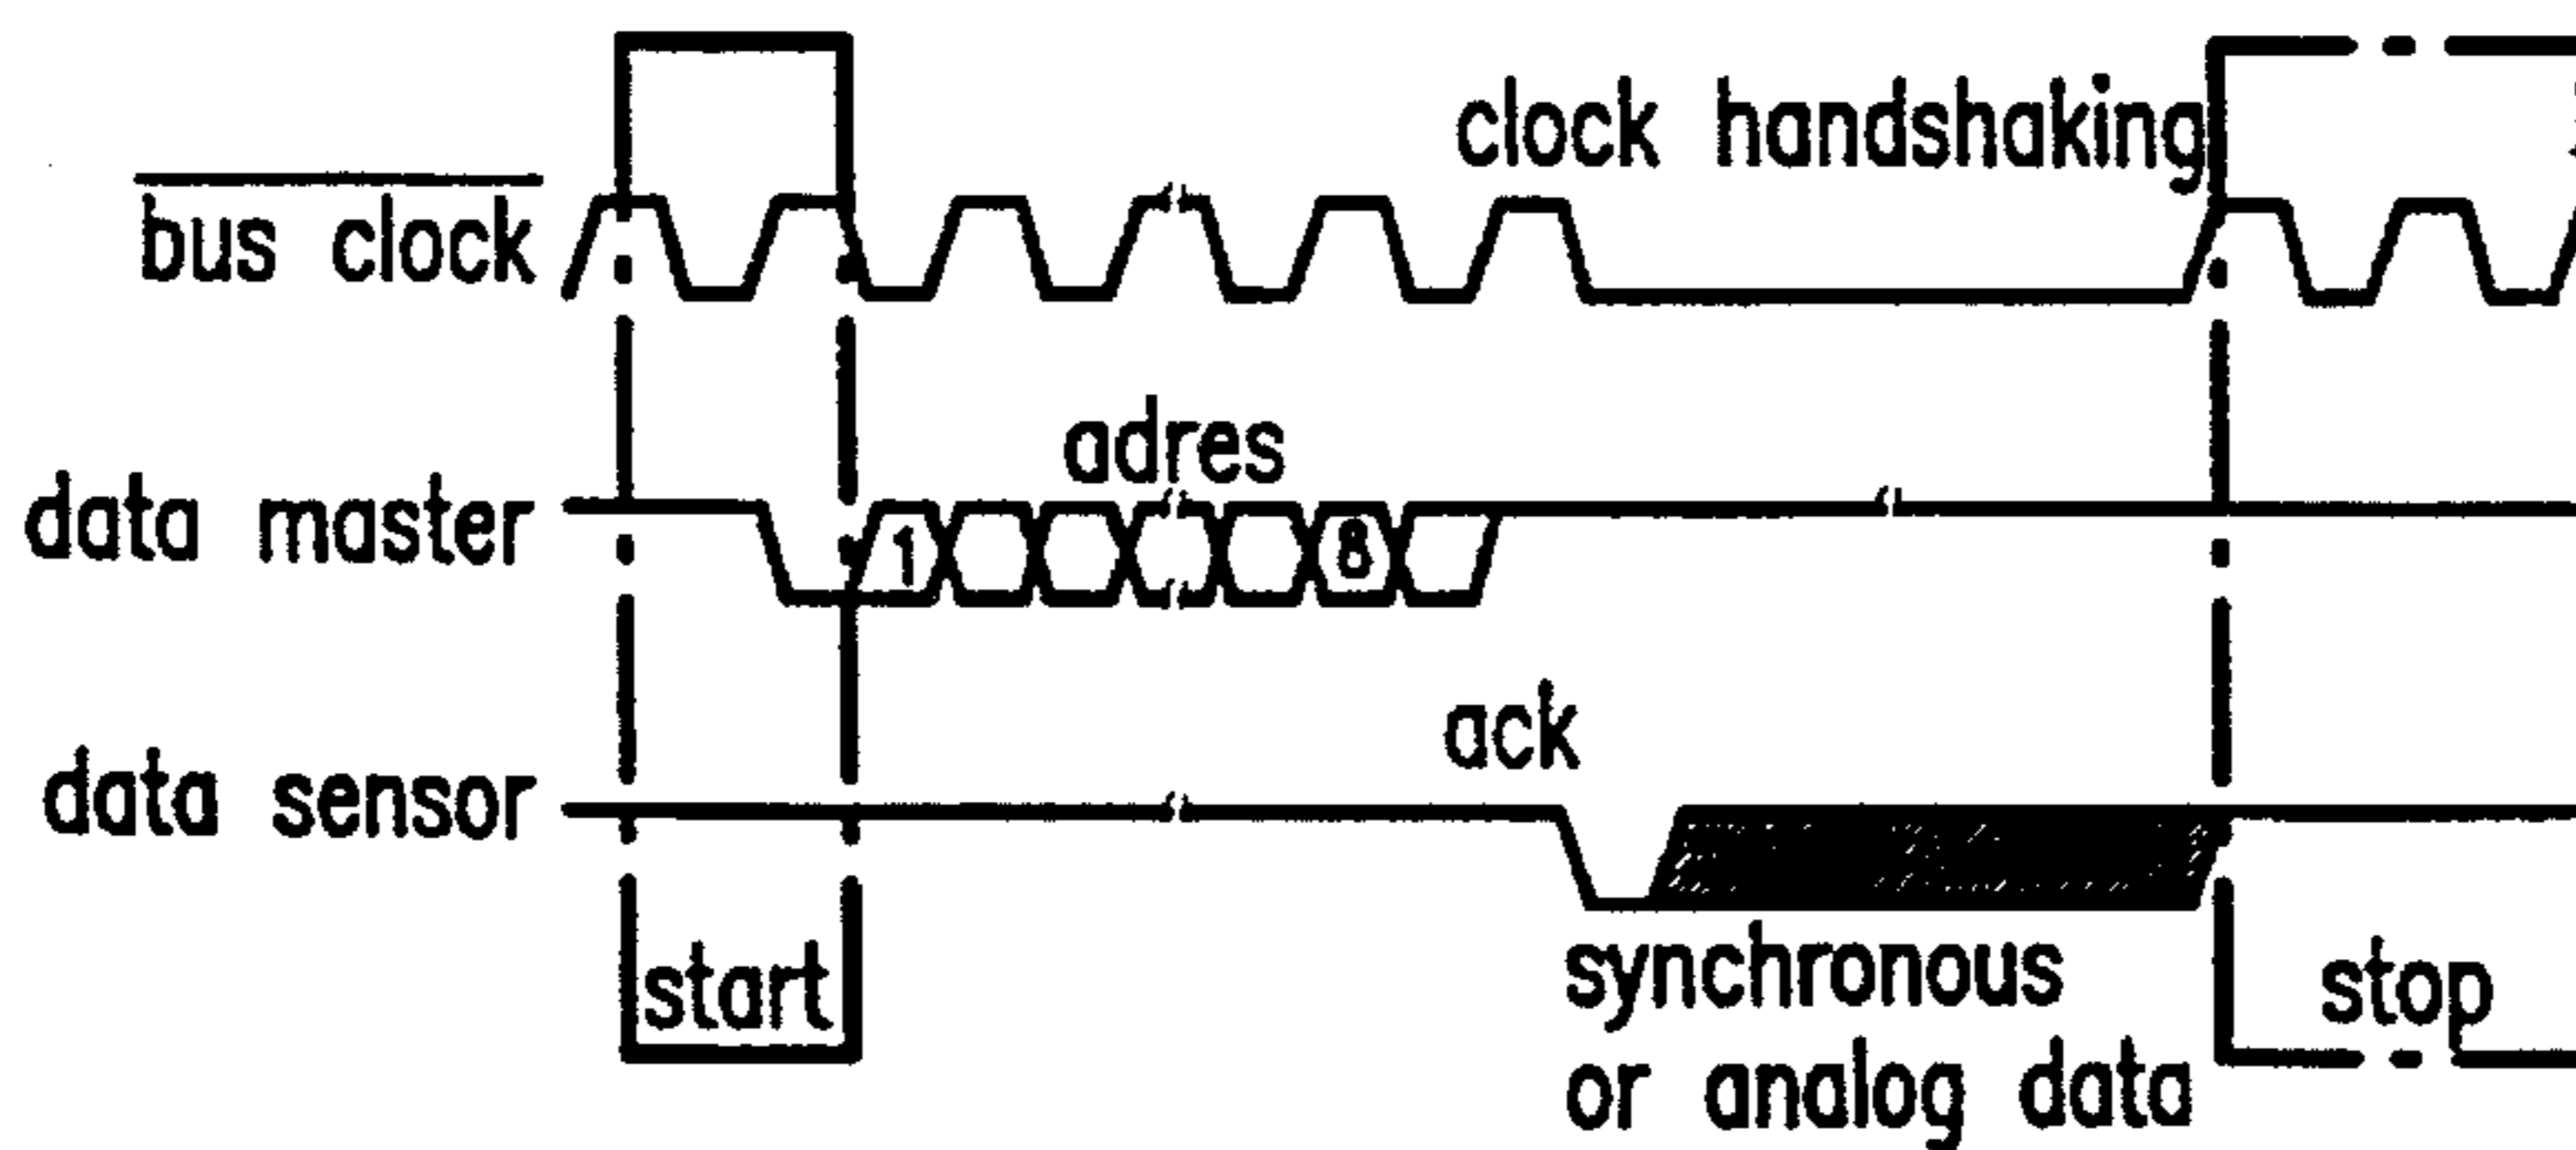 clock handshaking
bus clock
adres
data master
1
8
ack
data sensor
start
synchronous
stop
or analog data